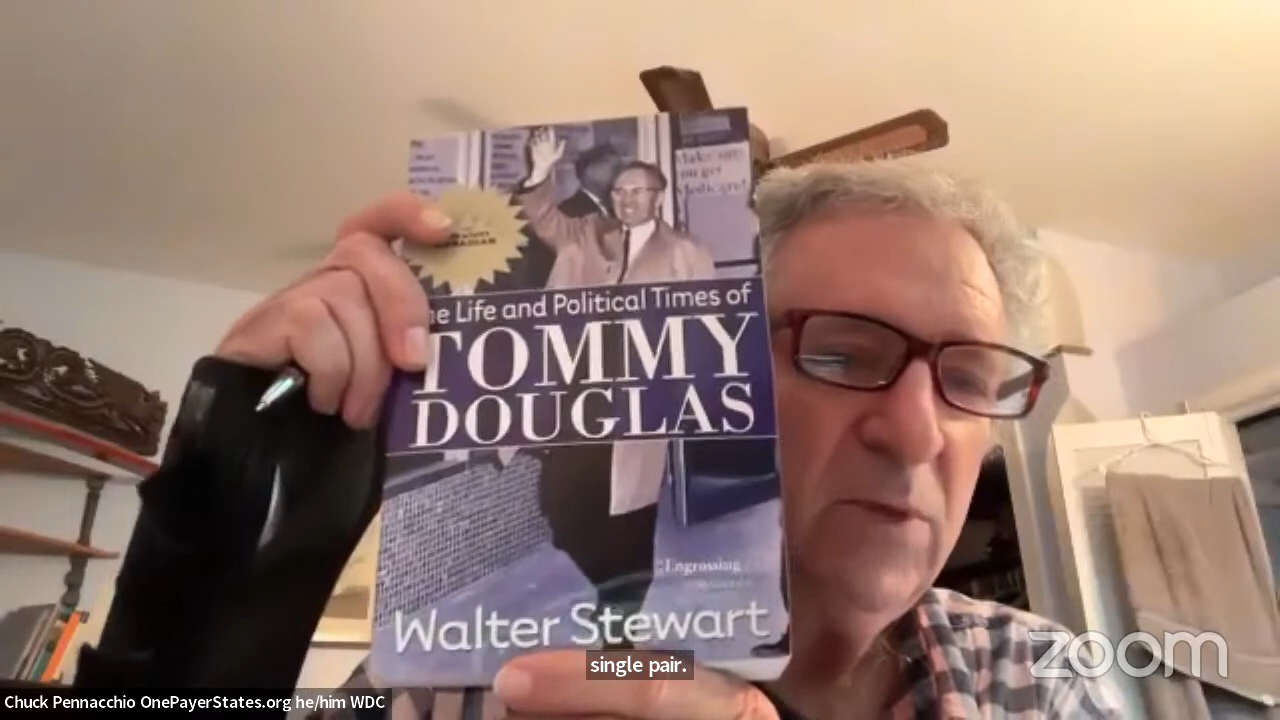 Make sure
you get
Medicare!
The Life and Political Times of
TOMMY
DOUGLAS
Engrossing
Walter Stewart
single pair.
zoom
Chuck Pennacchio OnePayerStates.org he/him WDC